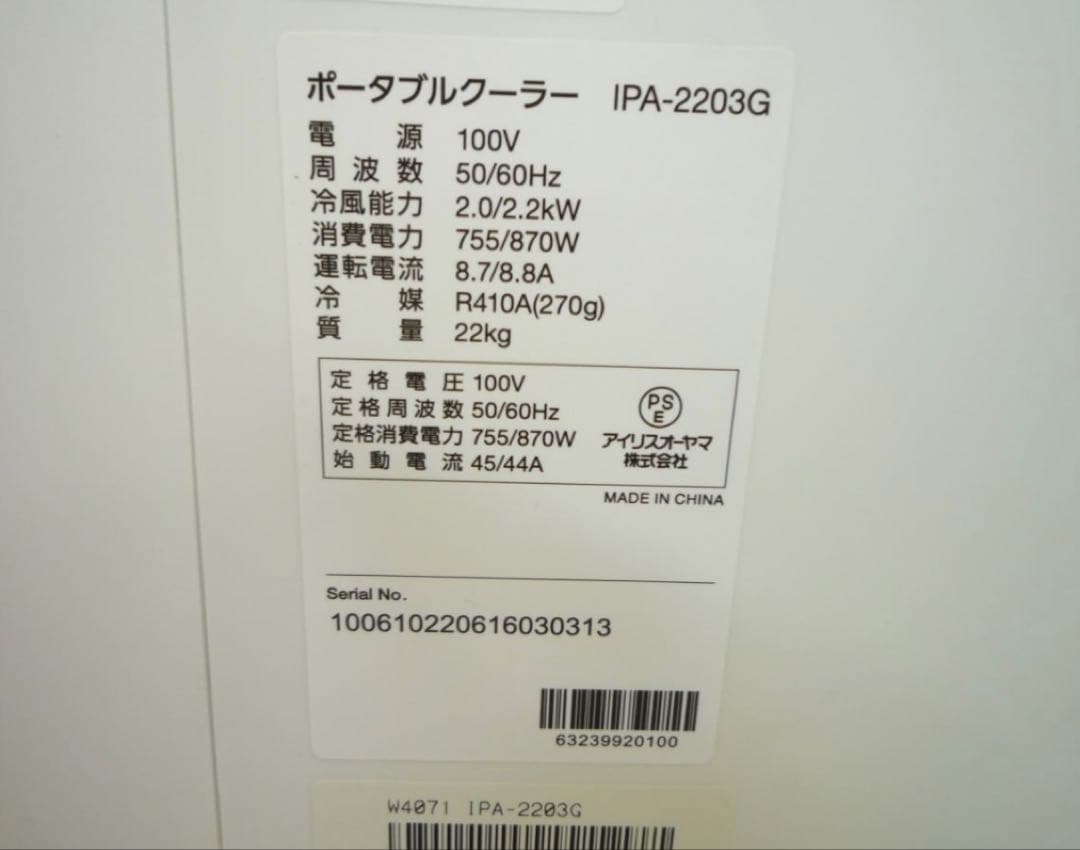 ポータブルクーラー IPA-2203G
電源 100V
周波数 50/60Hz
冷風能力 2.0/2.2kW
消費電力 755/870W
運転電流 8.7/8.8A
冷媒 R410A(270g)
質量 22kg
定格電圧 100V
定格周波数 50/60Hz
定格消費電力 755/870W
始動電流 45/44A
PS
E
アイリスオーヤマ
株式会社
MADE IN CHINA
Serial No.
100610220616030313
63239920100
W4071 IPA-2203G